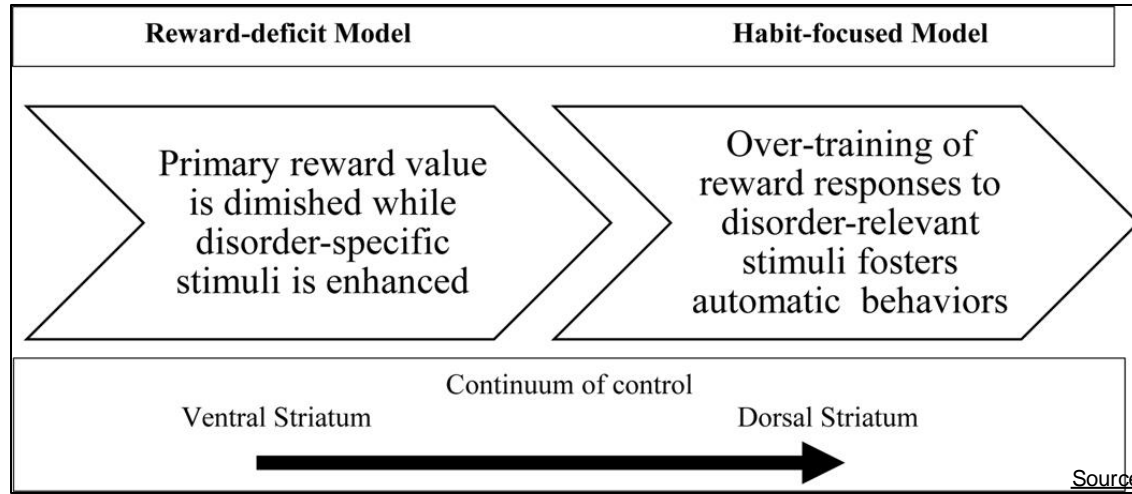 Reward-deficit Model
Habit-focused Model
Primary reward value
is dimished while
disorder-specific
stimuli is enhanced
Over-training of
reward responses to
disorder-relevant
stimuli fosters
automatic behaviors
Continuum of control
Ventral Striatum
Dorsal Striatum
Source